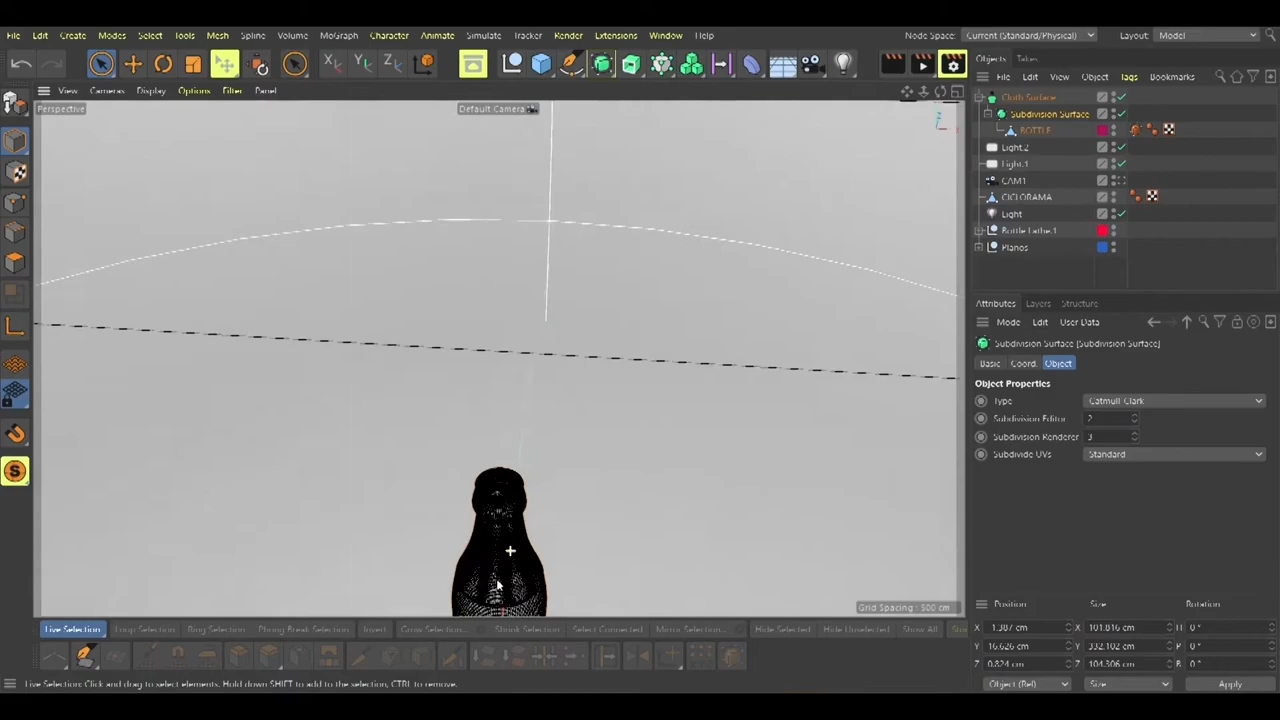 File Edit Create Modes Select Tools Mesh Spline Volume MoGraph Character Animate Simulate Tracker Render Extensions Window Help Node Space: Current (Standard/Physical) Layout: Model
Objects Takes
View Cameras Display Options Filter Panel File Edit View Object Tags Bookmarks
Perspective Default Camera
Cloth Surface
Subdivision Surface
BOTTLE
Light.2
Light.1
CAM1
CICLORAMA
Light
Bottle Lathe.1
Planos
Attributes Layers Structure
Mode Edit User Data
Subdivision Surface [Subdivision Surface]
Basic Coord. Object
Object Properties
Type Catmull-Clark
Subdivision Editor 2
Subdivision Renderer 3
Subdivide UVs Standard
Grid Spacing : 500 cm
Position Size Rotation
Live Selection Loop Selection Ring Selection Phong Break Selection Invert Grow Selection... Shrink Selection... Select Connected Mirror Selection... Hide Selected Hide Unselected Show All
X -1.387 cm X 101.816 cm H 0 °
Y 16.626 cm Y 332.102 cm P 0 °
Z 0.824 cm Z 104.306 cm B 0 °
Live Selection: Click and drag to select elements. Hold down SHIFT to add to the selection, CTRL to remove. Object (Rel) Size Apply